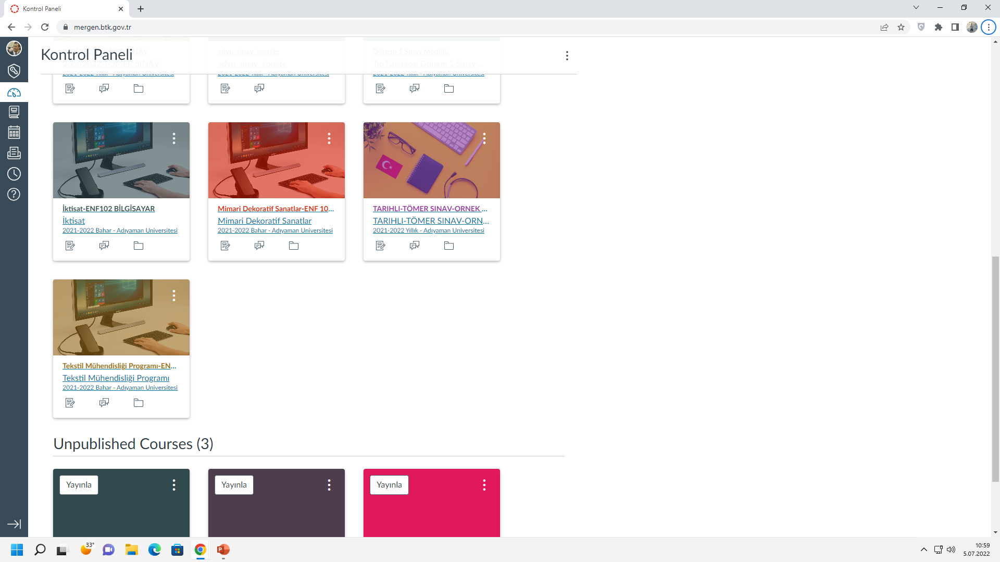 Kontrol Paneli
mergen.btk.gov.tr
Kontrol Paneli
adyu_sinav_komite
Dönem 1 Sınav Modülü
adyu_sinav_komite
Tıp Fakültesi Dönem 1 Sınav ...
2021-2022 Yıllık - Adıyaman Universitesi
2021-2022 Yıllık - Adıyaman Universitesi
2021-2022 Yıllık - Adıyaman Universitesi
İktisat-ENF102 BİLGİSAYAR
İktisat
2021-2022 Bahar - Adıyaman Universitesi
Mimari Dekoratif Sanatlar-ENF 10...
Mimari Dekoratif Sanatlar
2021-2022 Bahar - Adıyaman Universitesi
TARIHLI-TÖMER SINAV-ORNEK ...
TARIHLI-TÖMER SINAV-ORN...
2021-2022 Yıllık - Adıyaman Universitesi
Tekstil Mühendisliği Programı-EN...
Tekstil Mühendisliği Programı
2021-2022 Bahar - Adıyaman Universitesi
Unpublished Courses (3)
Yayınla
Yayınla
Yayınla
33°
10:59
5.07.2022